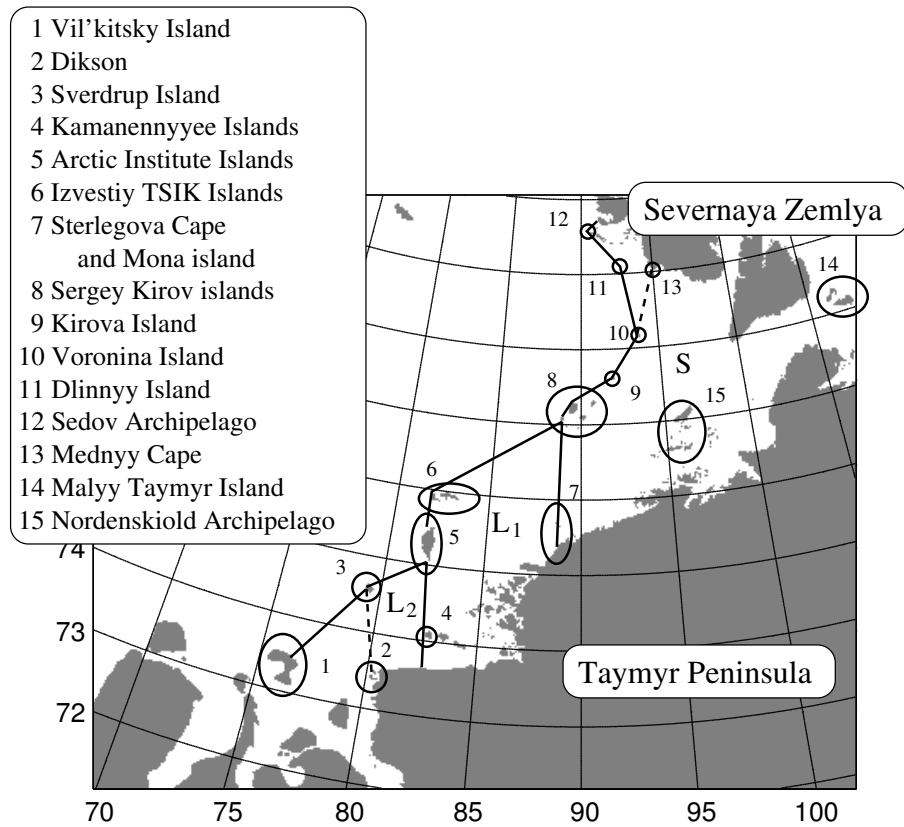 1 Vil'kitsky Island
2 Dikson
3 Sverdrup Island
4 Kamanennyyee Islands
5 Arctic Institute Islands
6 Izvestiy TSIK Islands
7 Sterlegova Cape
and Mona island
8 Sergey Kirov islands
9 Kirova Island
10 Voronina Island
11 Dlinnyy Island
12 Sedov Archipelago
13 Mednyy Cape
14 Malyy Taymyr Island
15 Nordenskiold Archipelago
Severnaya Zemlya
12
14
11
13
10
S
8
9
15
6
7
L1
5
74
3
L2
4
73
2
1
Taymyr Peninsula
72
70 75 80 85 90 95 100